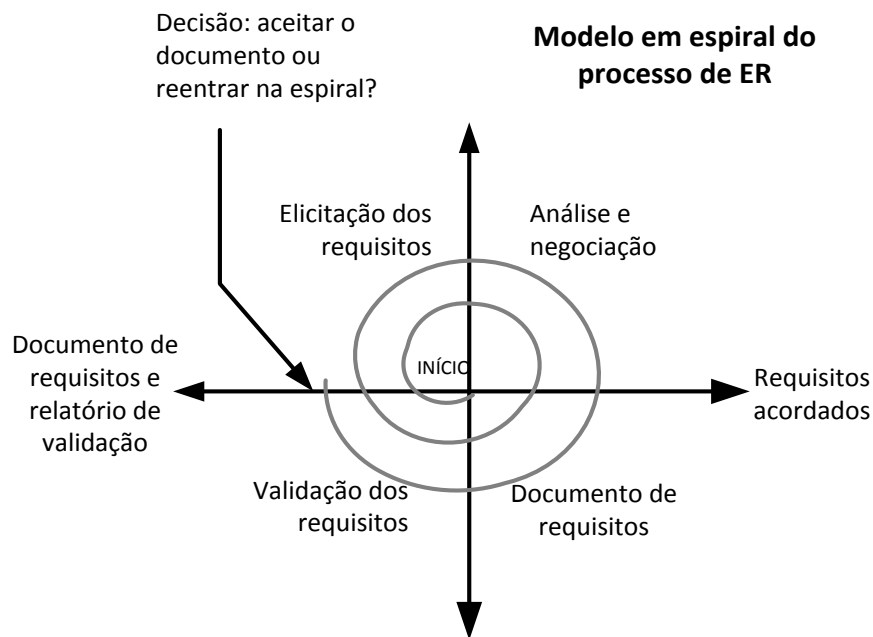 Decisão: aceitar o
documento ou
reentrar na espiral?
Modelo em espiral do
processo de ER
Elicitação dos
requisitos
Análise e
negociação
INÍCIO
Documento de
requisitos e
relatório de
validação
Requisitos
acordados
Validação dos
requisitos
Documento de
requisitos